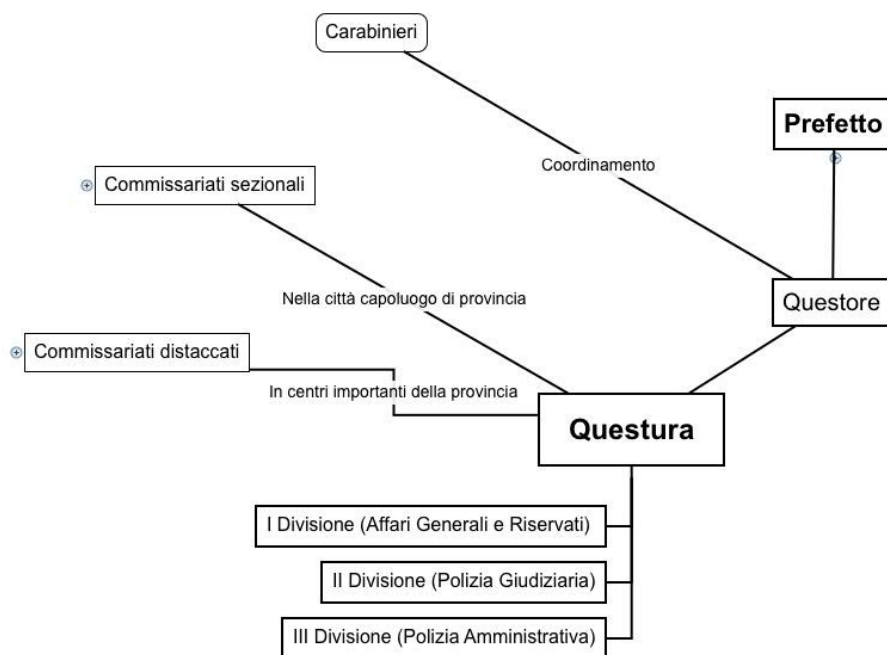 Carabinieri
Prefetto
Coordinamento
Commissariati sezionali
Nella città capoluogo di provincia
Questore
Commissariati distaccati
In centri importanti della provincia
Questura
I Divisione (Affari Generali e Riservati)
II Divisione (Polizia Giudiziaria)
III Divisione (Polizia Amministrativa)